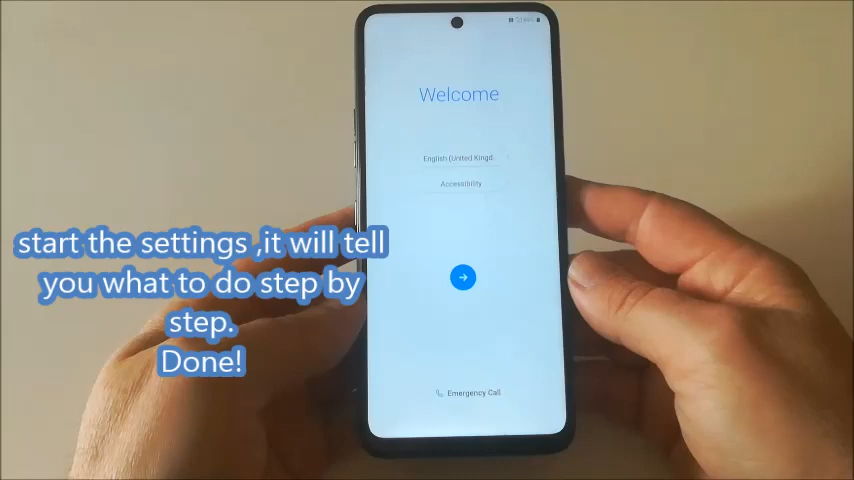 Welcome
English (United Kingd
Accessibility
start the settings ,it will tell
you what to do step by
step.
Done!
Emergency Call